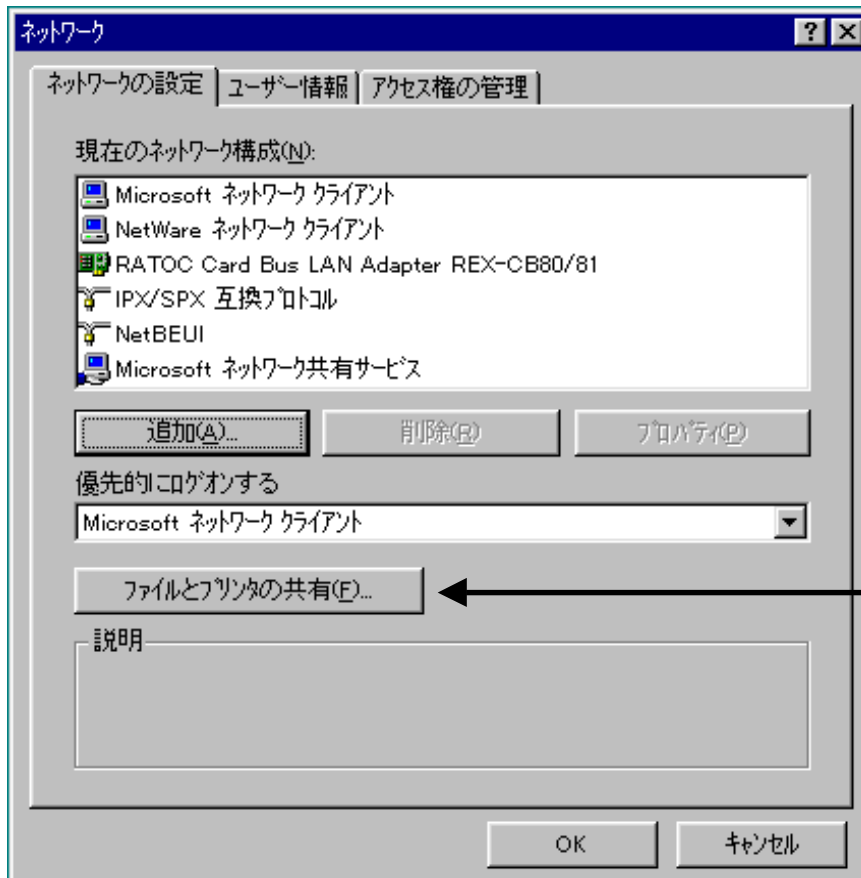 ネットワーク
ネットワークの設定 ユーザー情報 アクセス権の管理
現在のネットワーク構成(N):
Microsoft ネットワーク クライアント
NetWare ネットワーク クライアント
RATOC Card Bus LAN Adapter REX-CB80/81
IPX/SPX 互換プロトコル
NetBEUI
Microsoft ネットワーク共有サービス
追加(A)... 削除(R) プロパティ(P)
優先的にログオンする
Microsoft ネットワーク クライアント
ファイルとプリンタの共有(F)...
説明
OK キャンセル